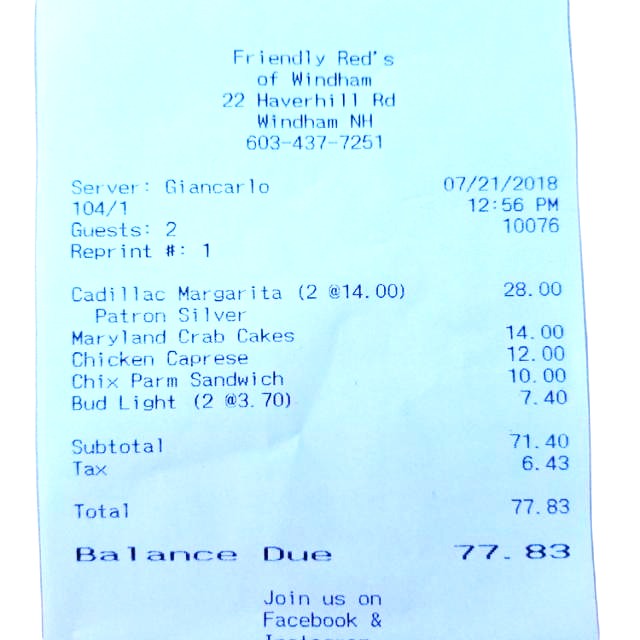 Friendly Red's
of Windham
22 Haverhill Rd
Windham NH
603-437-7251
Server: Giancarlo 07/21/2018
104/1 12:56 PM
Guests: 2 10076
Reprint #: 1
Cadillac Margarita (2 @14.00) 28.00
Patron Silver
Maryland Crab Cakes 14.00
Chicken Caprese 12.00
Chix Parm Sandwich 10.00
Bud Light (2 @3.70) 7.40
Subtotal 71.40
Tax 6.43
Total 77.83
Balance Due 77.83
Join us on
Facebook &